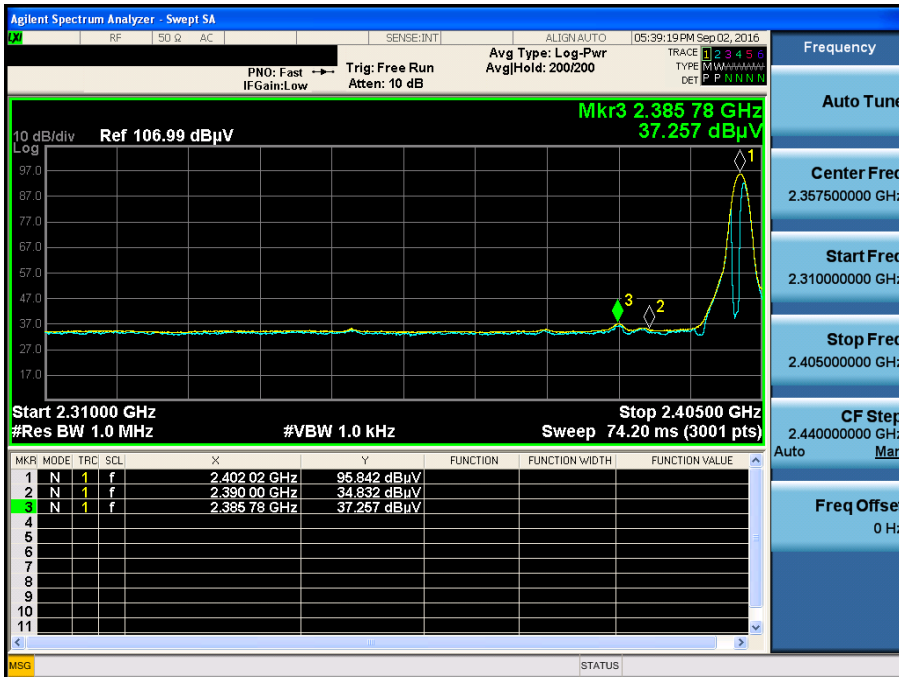 Agilent Spectrum Analyzer - Swept SA
LXI RF 50 Ω AC SENSE:INT ALIGN AUTO 05:39:19 PM Sep 02, 2016
PNO: Fast Trig: Free Run Avg Type: Log-Pwr TRACE 1 2 3 4 5 6
IFGain:Low Atten: 10 dB Avg|Hold: 200/200 TYPE M W
DET P P N N N N
Mkr3 2.385 78 GHz
37.257 dBµV
10 dB/div Ref 106.99 dBµV
Log
97.0
87.0
77.0
67.0
57.0
47.0
37.0
27.0
17.0
1
3
2
Start 2.31000 GHz Stop 2.40500 GHz
#Res BW 1.0 MHz #VBW 1.0 kHz Sweep 74.20 ms (3001 pts)
MKR MODE TRC SCL X Y FUNCTION FUNCTION WIDTH FUNCTION VALUE
1 N 1 f 2.402 02 GHz 95.842 dBµV
2 N 1 f 2.390 00 GHz 34.832 dBµV
3 N 1 f 2.385 78 GHz 37.257 dBµV
4
5
6
7
8
9
10
11
MSG STATUS
Frequency
Auto Tune
Center Freq
2.357500000 GHz
Start Freq
2.310000000 GHz
Stop Freq
2.405000000 GHz
CF Step
2.440000000 GHz
Auto Man
Freq Offset
0 Hz